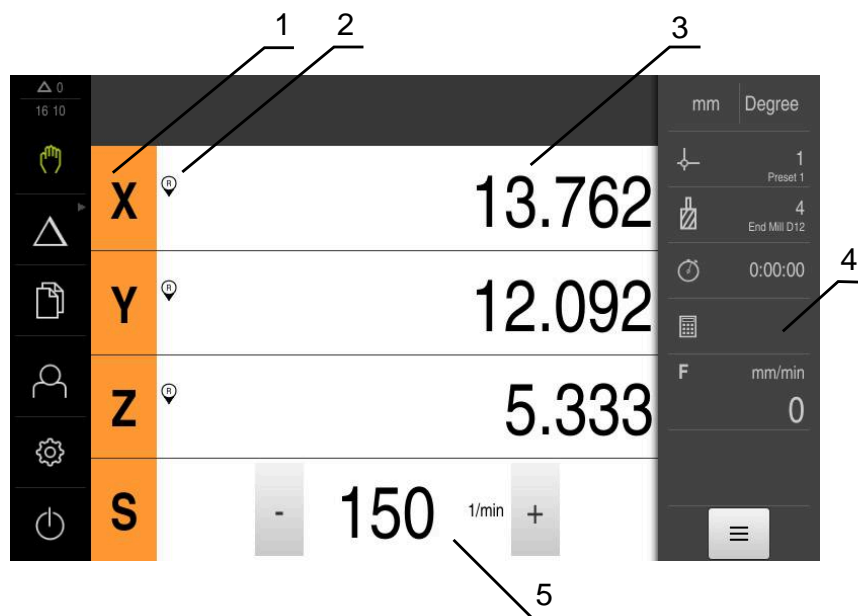 1 2 3
0
16 10
mm Degree
1
Preset 1
X R 13.762
4
End Mill D12
0:00:00
4
Y R 12.092
F mm/min
0
Z R 5.333
S - 150 1/min +
5